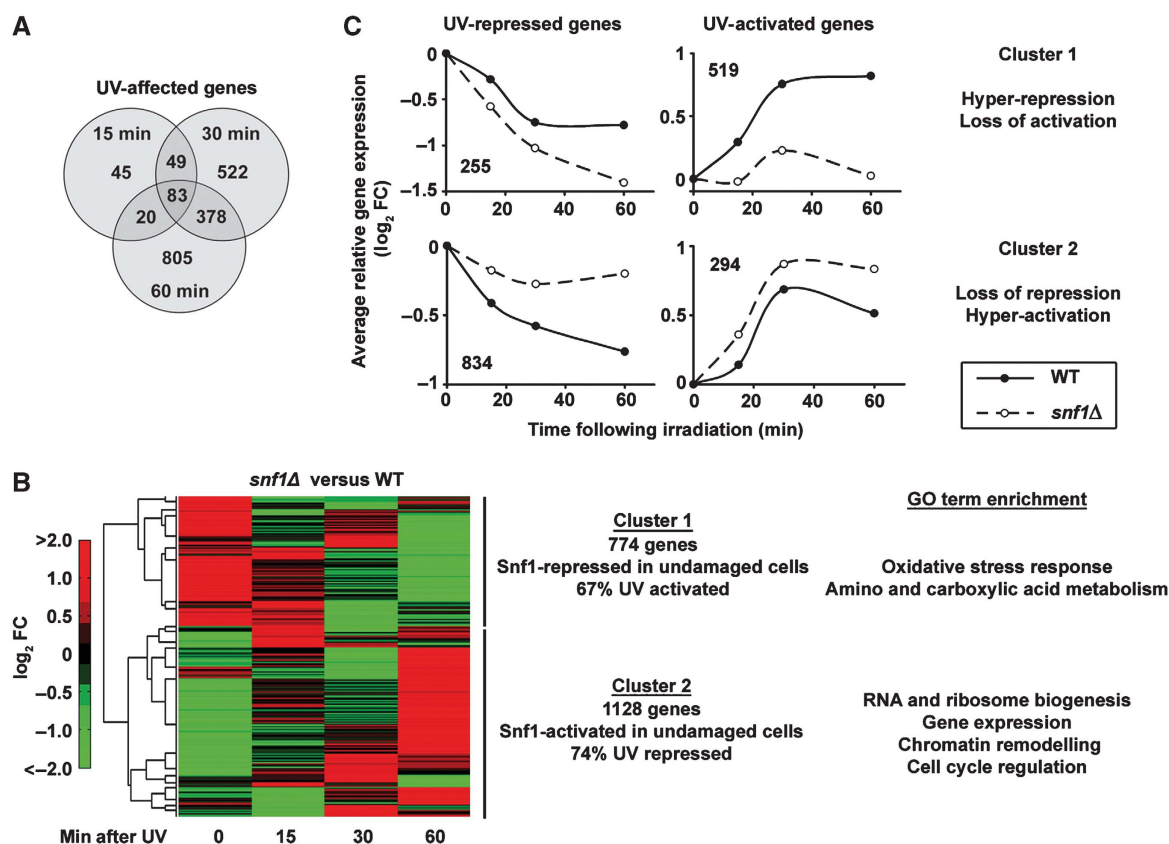 A
UV-affected genes
15 min
30 min
45
49
522
83
20
378
805
60 min
C
UV-repressed genes
UV-activated genes
Average relative gene expression
(log2 FC)
0
–0.5
–1
–1.5
255
0
20
40
60
1
0.5
0
519
0
20
40
60
Cluster 1
Hyper-repression
Loss of activation
0
–0.5
–1
834
0
20
40
60
1
0.5
0
294
0
20
40
60
Cluster 2
Loss of repression
Hyper-activation
WT
snf1Δ
Time following irradiation (min)
B
snf1Δ versus WT
log2 FC
>2.0
1.0
0.5
0
–0.5
–1.0
<–2.0
Min after UV 0 15 30 60
Cluster 1
774 genes
Snf1-repressed in undamaged cells
67% UV activated
Cluster 2
1128 genes
Snf1-activated in undamaged cells
74% UV repressed
GO term enrichment
Oxidative stress response
Amino and carboxylic acid metabolism
RNA and ribosome biogenesis
Gene expression
Chromatin remodelling
Cell cycle regulation